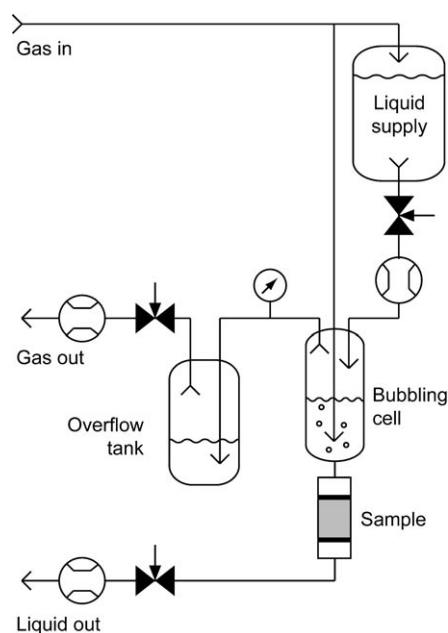 Gas in
Liquid
supply
Gas out
Bubbling
cell
Overflow
tank
Sample
Liquid out